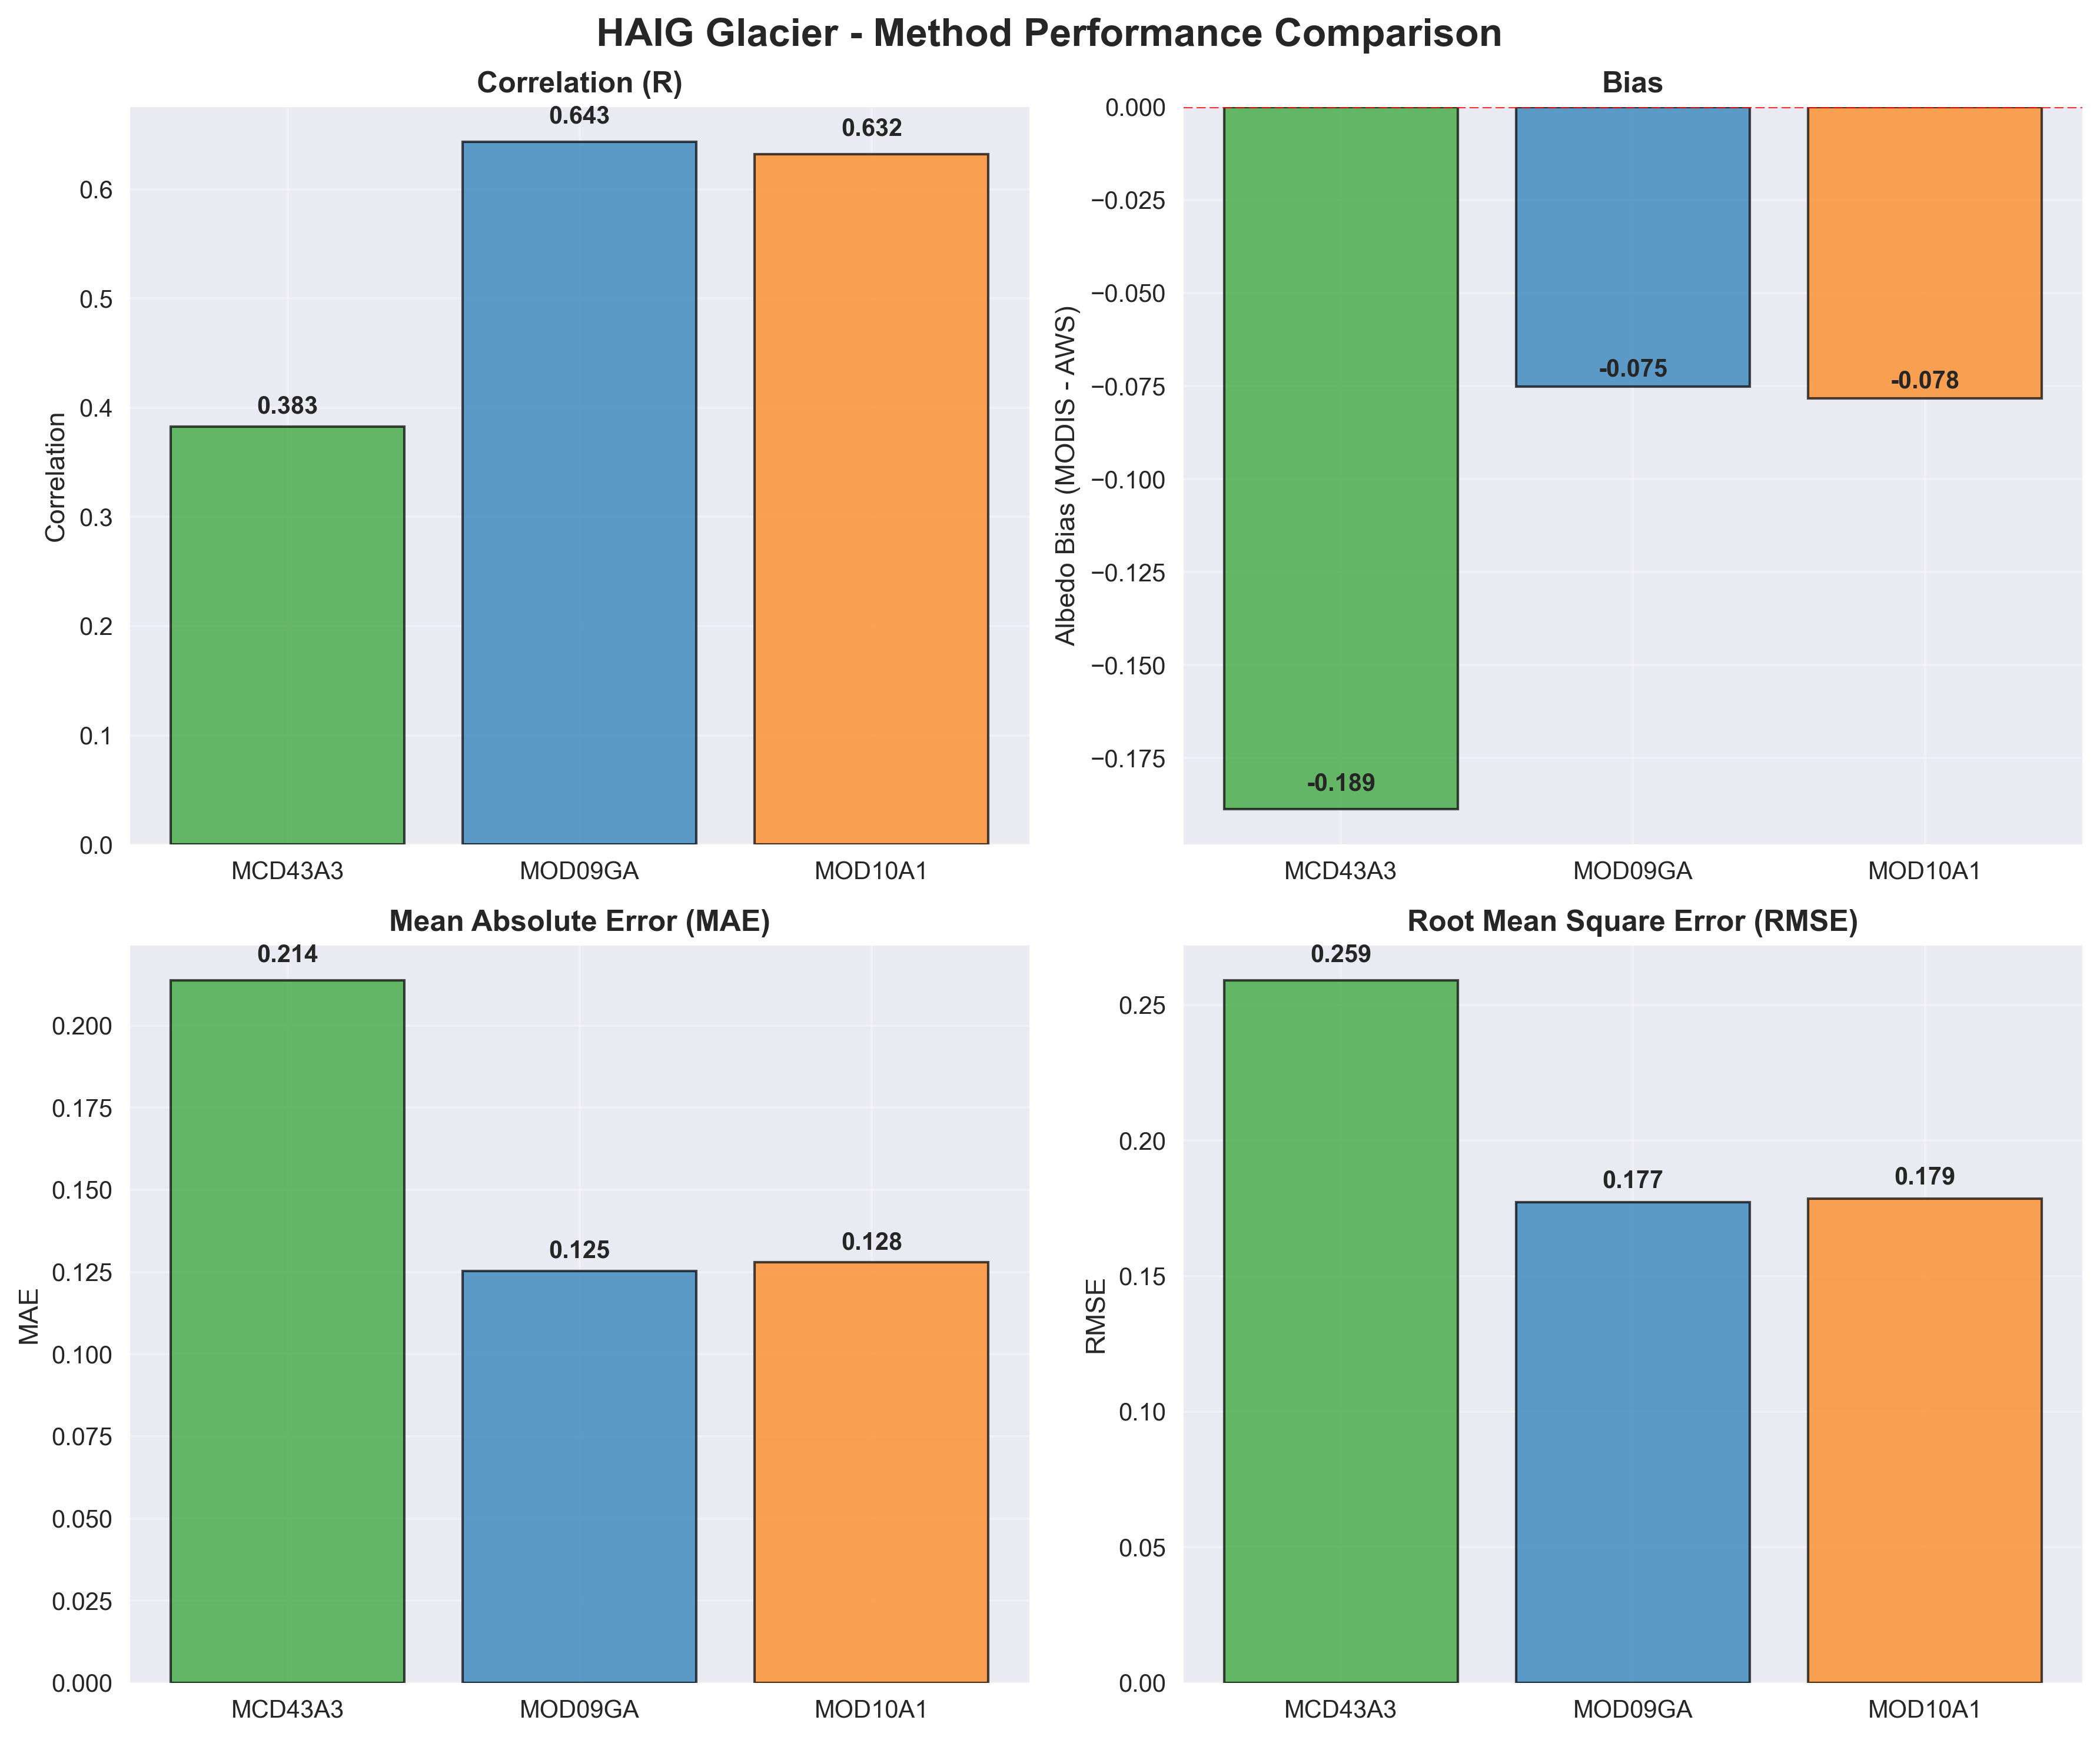 HAIG Glacier - Method Performance Comparison
Correlation (R)
Correlation
0.6
0.5
0.4
0.3
0.2
0.1
0.0
0.383
0.643
0.632
MCD43A3
MOD09GA
MOD10A1
Bias
Albedo Bias (MODIS - AWS)
0.000
−0.025
−0.050
−0.075
−0.100
−0.125
−0.150
−0.175
-0.189
-0.075
-0.078
MCD43A3
MOD09GA
MOD10A1
Mean Absolute Error (MAE)
MAE
0.200
0.175
0.150
0.125
0.100
0.075
0.050
0.025
0.000
0.214
0.125
0.128
MCD43A3
MOD09GA
MOD10A1
Root Mean Square Error (RMSE)
RMSE
0.25
0.20
0.15
0.10
0.05
0.00
0.259
0.177
0.179
MCD43A3
MOD09GA
MOD10A1